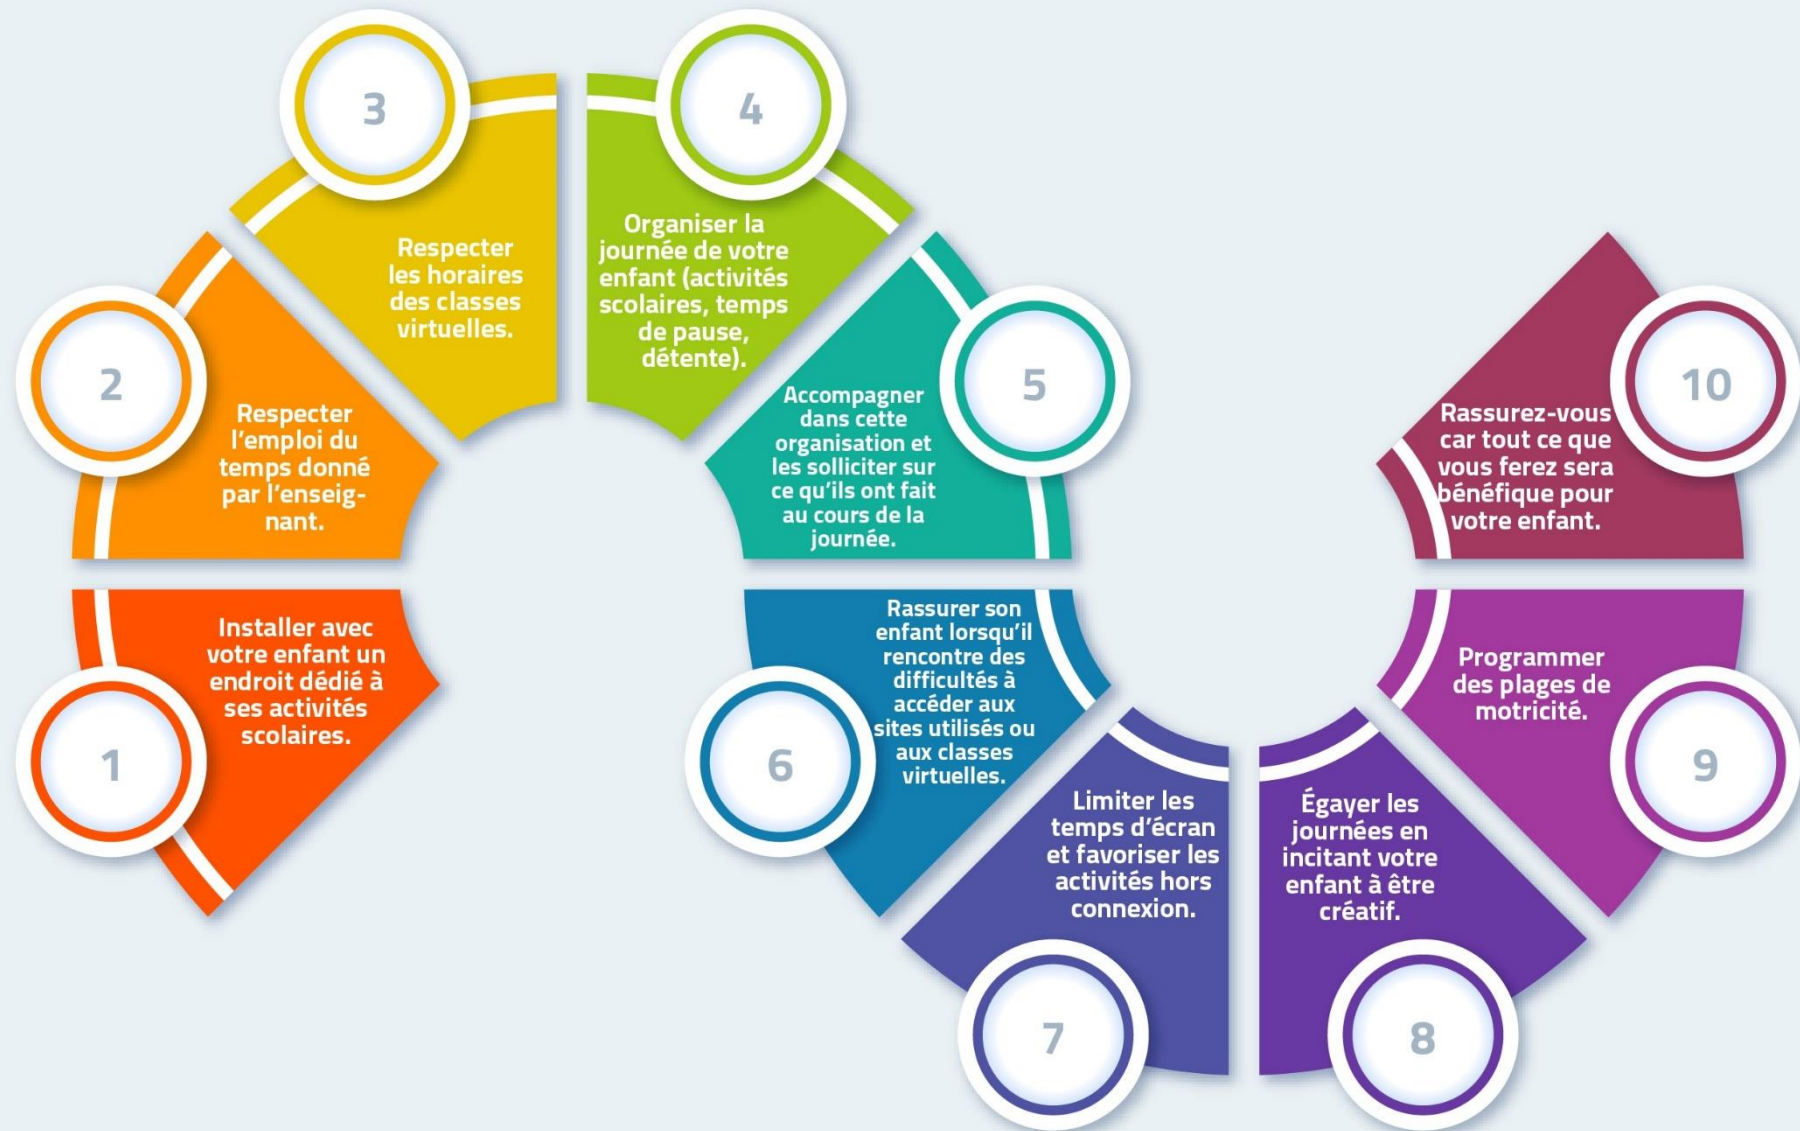 1
Installer avec
votre enfant un
endroit dédié à
ses activités
scolaires.
2
Respecter
l'emploi du
temps donné
par l'enseig-
nant.
3
Respecter
les horaires
des classes
virtuelles.
4
Organiser la
journée de votre
enfant (activités
scolaires, temps
de pause,
détente).
5
Accompagner
dans cette
organisation et
les solliciter sur
ce qu'ils ont fait
au cours de la
journée.
6
Rassurer son
enfant lorsqu'il
rencontre des
difficultés à
accéder aux
sites utilisés ou
aux classes
virtuelles.
7
Limiter les
temps d'écran
et favoriser les
activités hors
connexion.
8
Égayer les
journées en
incitant votre
enfant à être
créatif.
9
Programmer
des plages de
motricité.
10
Rassurez-vous
car tout ce que
vous ferez sera
bénéfique pour
votre enfant.